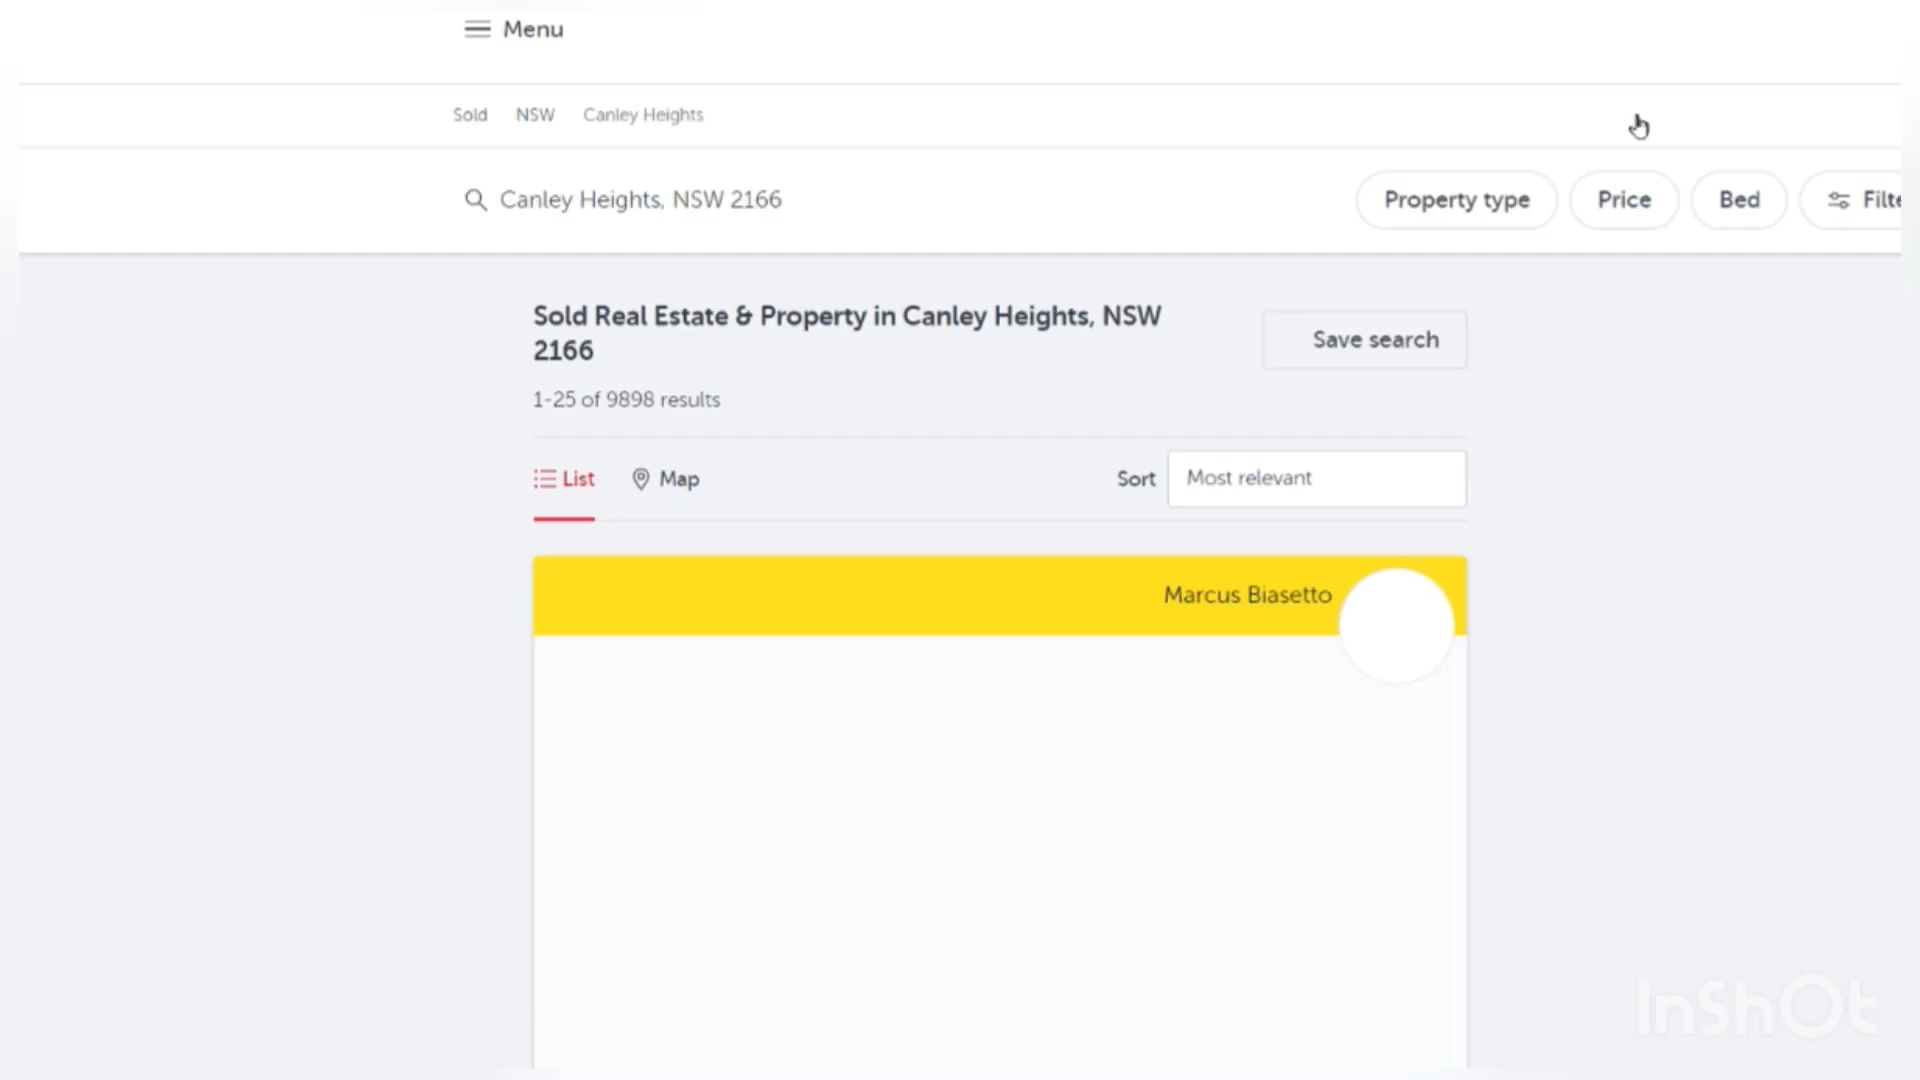 Menu
Sold NSW Canley Heights
Canley Heights, NSW 2166
Property type Price Bed Filte
Sold Real Estate & Property in Canley Heights, NSW
2166
Save search
1-25 of 9898 results
List Map
Sort Most relevant
Marcus Biasetto
InShOt